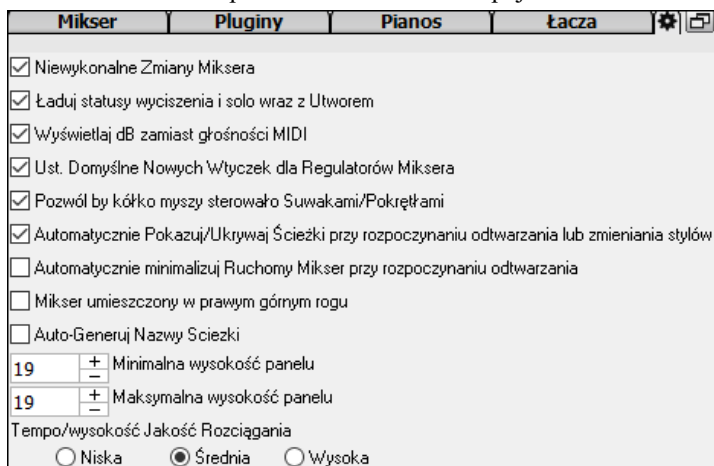 Mikser Pluginy Pianos Łacza
Niewykonalne Zmiany Miksera
Ładuj statusy wyciszenia i solo wraz z Utworem
Wyświetlaj dB zamiast głośności MIDI
Ust. Domyślne Nowych Wtyczek dla Regulatorów Miksera
Pozwól by kółko myszy sterowało Suwakami/Pokrętłami
Automatycznie Pokazuj/Ukrywaj Ścieżki przy rozpoczynaniu odtwarzania lub zmieniania stylów
Automatycznie minimalizuj Ruchomy Mikser przy rozpoczynaniu odtwarzania
Mikser umieszczony w prawym górnym rogu
Auto-Generuj Nazwy Sciezki
19 + − Minimalna wysokość panelu
19 + − Maksymalna wysokość panelu
Tempo/wysokość Jakość Rozciągania
Niska Średnia Wysoka